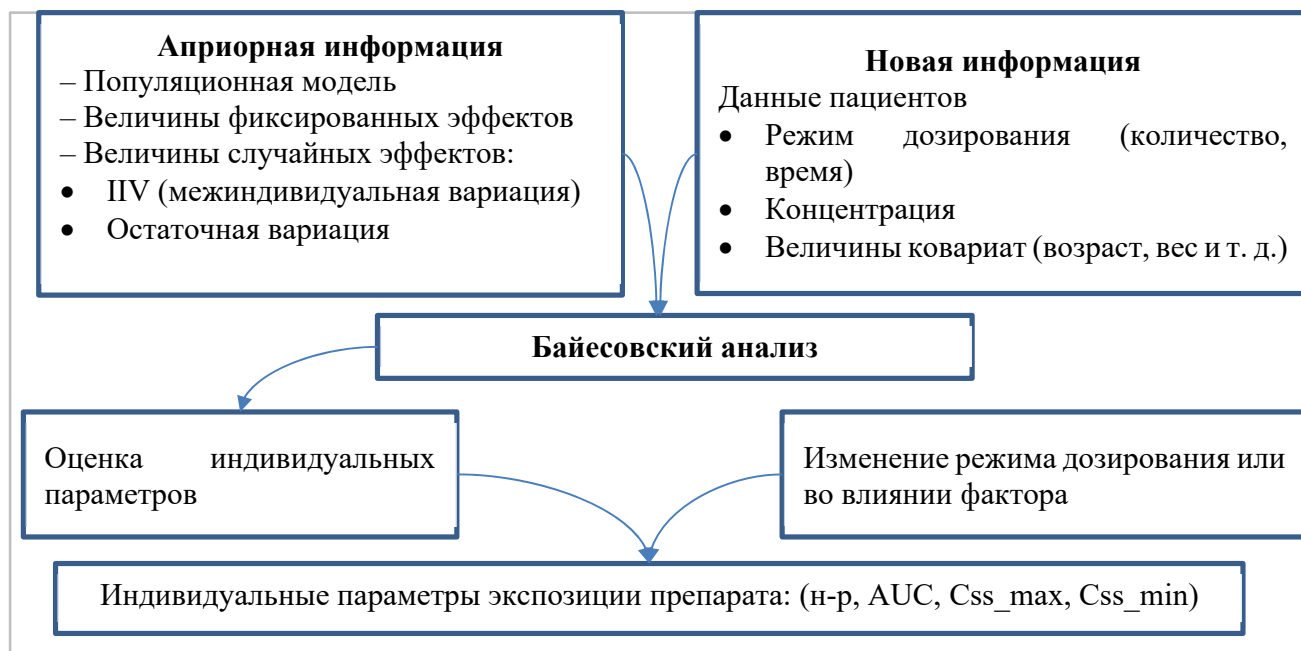 Априорная информация
– Популяционная модель
– Величины фиксированных эффектов
– Величины случайных эффектов:
• IIV (межиндивидуальная вариация)
• Остаточная вариация
Новая информация
Данные пациентов
• Режим дозирования (количество,
время)
• Концентрация
• Величины ковариат (возраст, вес и т. д.)
Байесовский анализ
Оценка индивидуальных
параметров
Изменение режима дозирования или
во влиянии фактора
Индивидуальные параметры экспозиции препарата: (н-р, AUC, Css_max, Css_min)